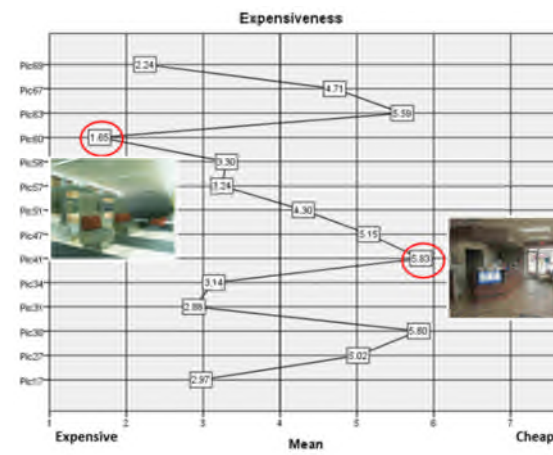 Expensiveness
Pic69 2.24
Pic67 4.71
Pic63 5.59
Pic60 1.65
Pic58 3.30
Pic57 3.24
Pic51 4.30
Pic47 5.15
Pic41 5.83
Pic34 3.14
Pic31 2.88
Pic30 5.80
Pic27 5.02
Pic17 2.97
1 2 3 4 5 6 7
Expensive Mean Cheap